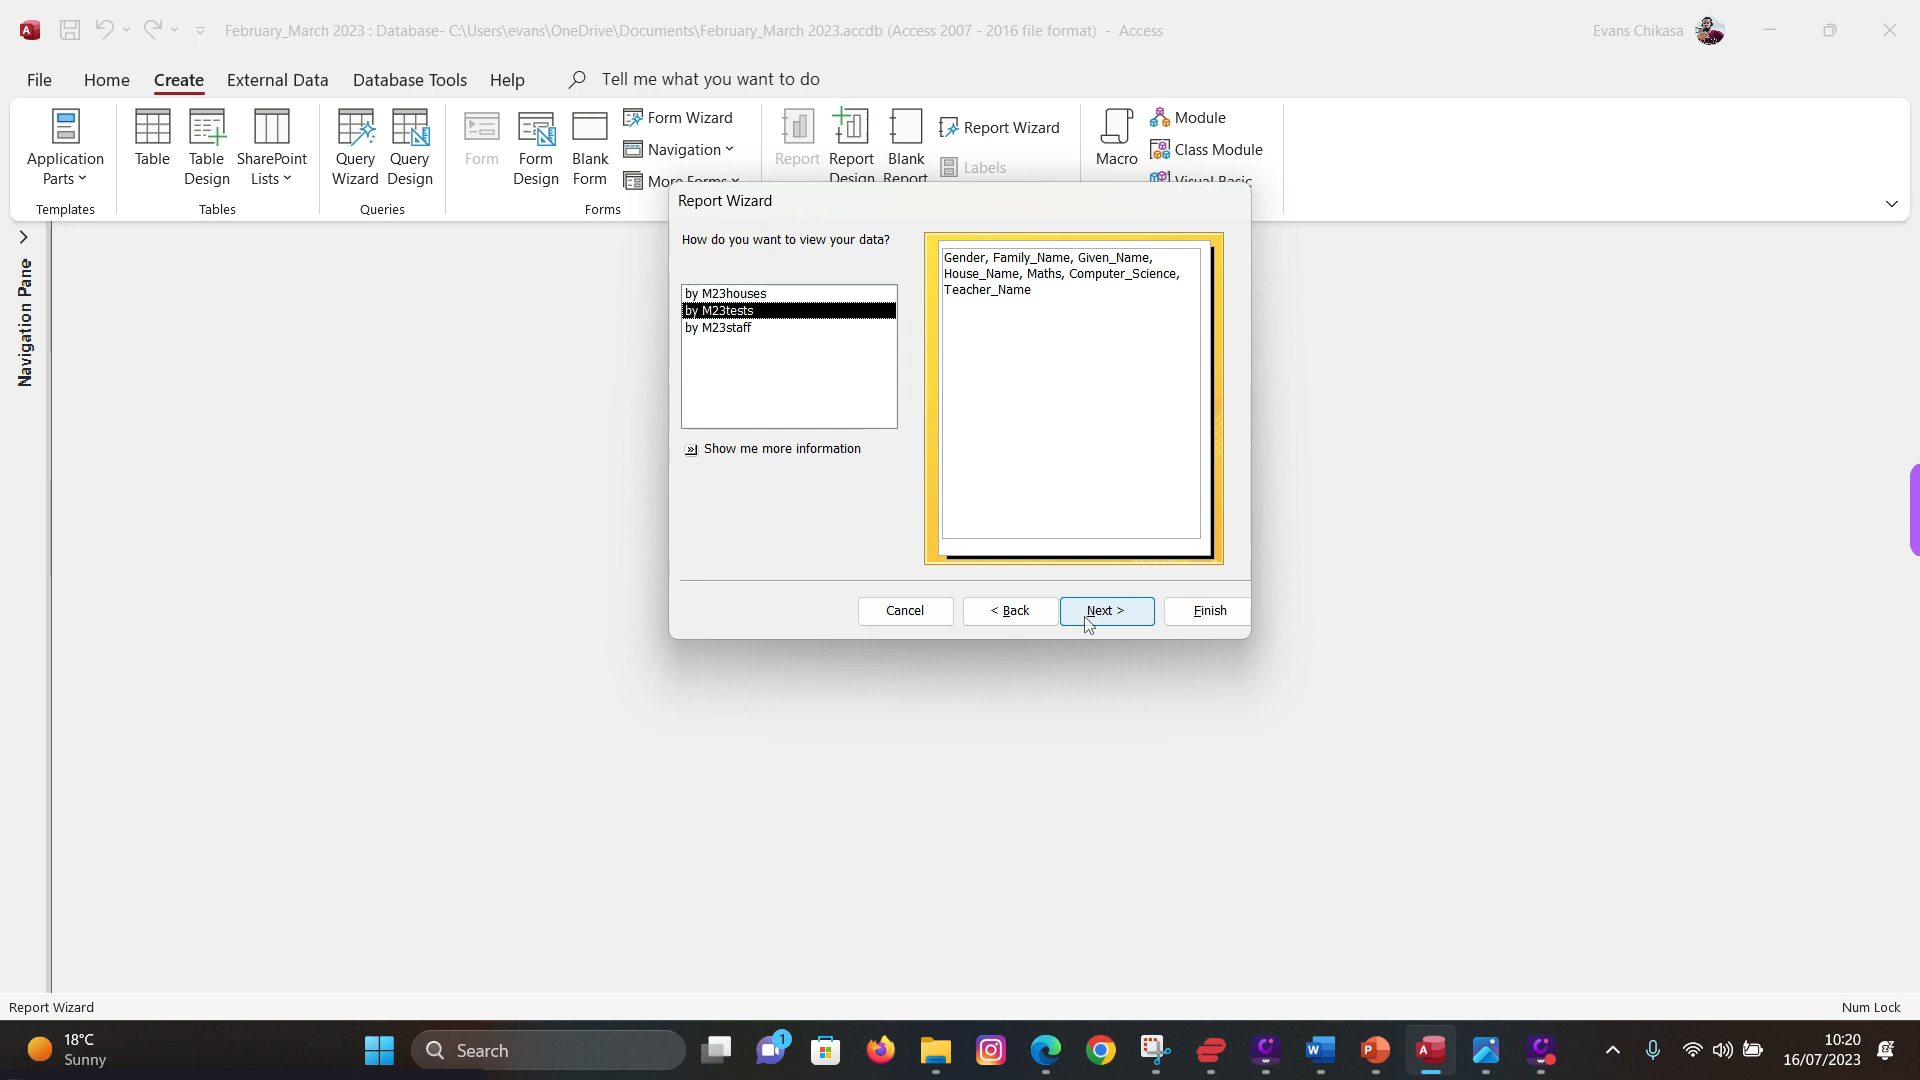 February_March 2023 : Database- C:\Users\evans\OneDrive\Documents\February_March 2023.accdb (Access 2007 - 2016 file format) - Access
Evans Chikasa
File Home Create External Data Database Tools Help Tell me what you want to do
Application Parts
Table
Table Design
SharePoint Lists
Query Wizard
Query Design
Form
Form Design
Blank Form
Form Wizard
Navigation
More Forms
Report
Report Design
Blank Report
Report Wizard
Labels
Macro
Module
Class Module
Visual Basic
Templates
Tables
Queries
Forms
Navigation Pane
Report Wizard
How do you want to view your data?
by M23houses
by M23tests
by M23staff
Show me more information
Gender, Family_Name, Given_Name,
House_Name, Maths, Computer_Science,
Teacher_Name
Cancel
< Back
Next >
Finish
Report Wizard
Num Lock
18°C
Sunny
Search
1
10:20
16/07/2023